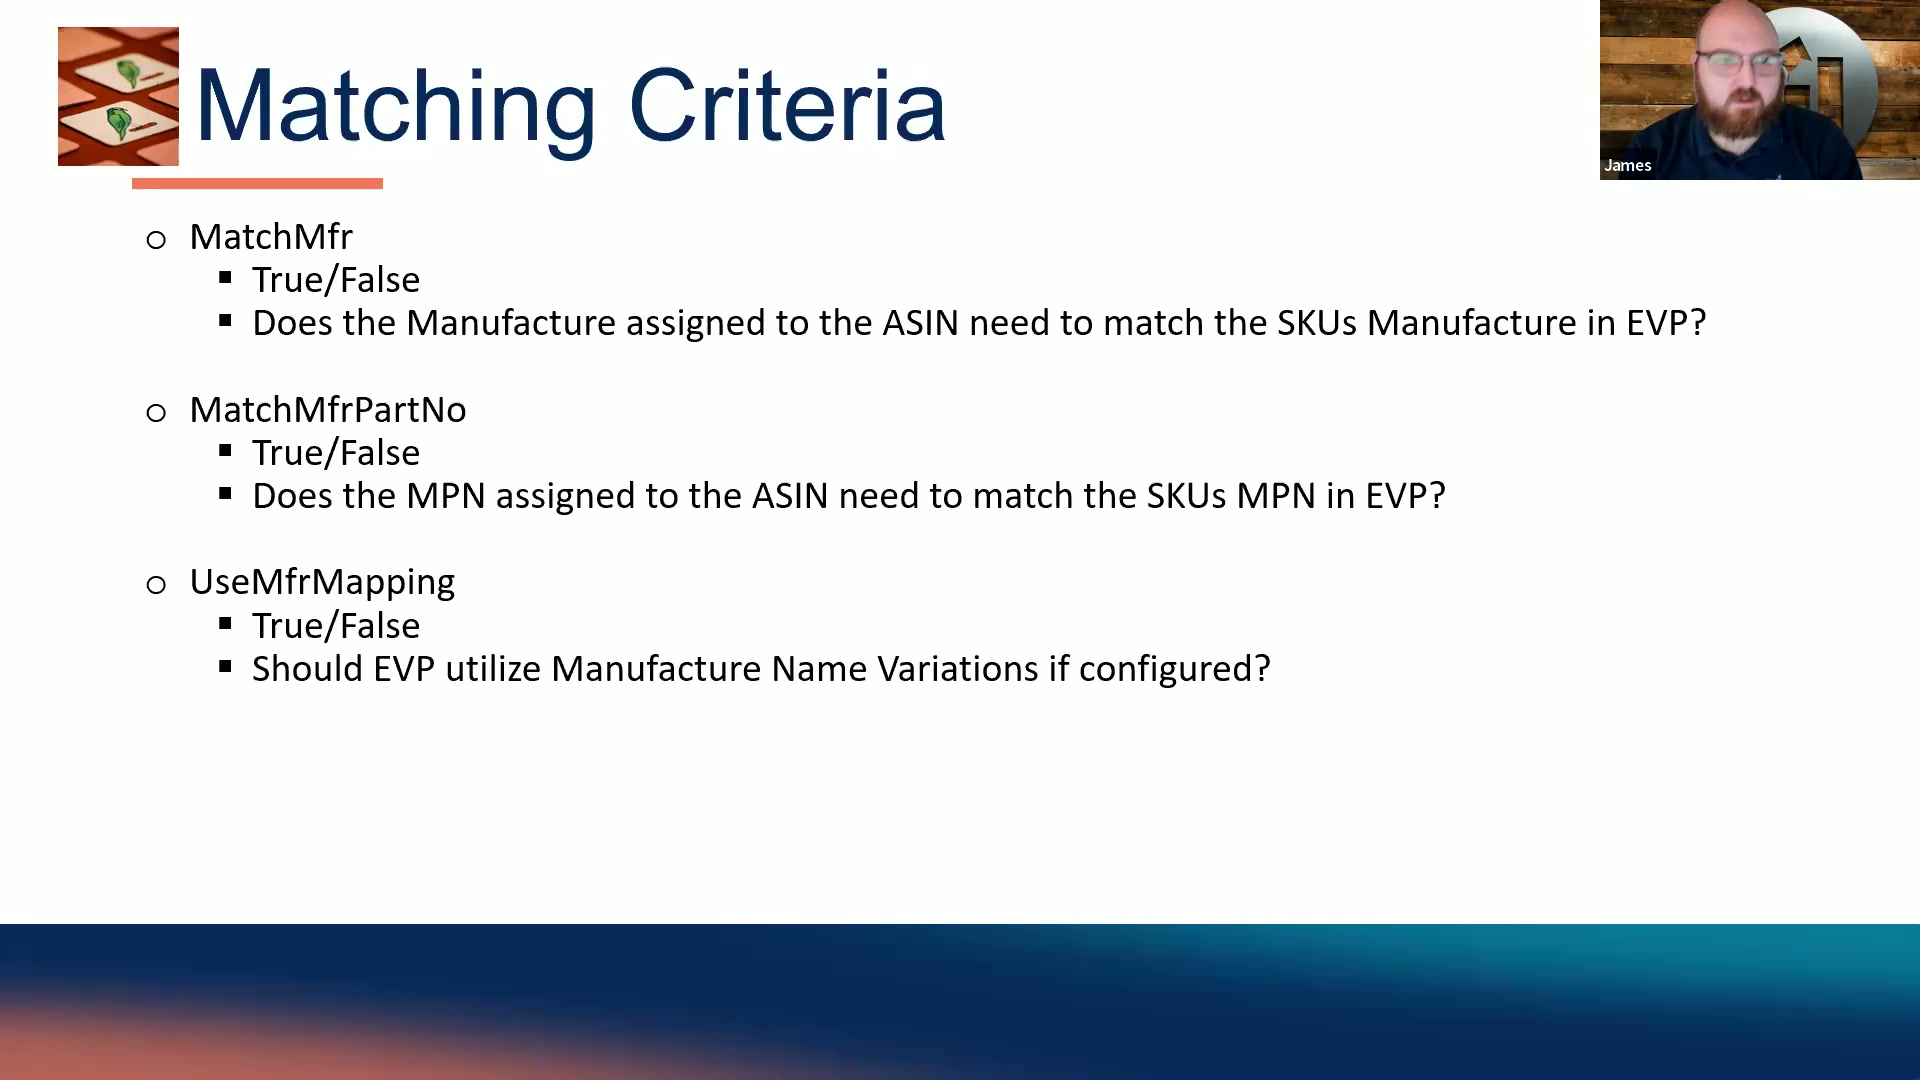 Matching Criteria
James
MatchMfr
True/False
Does the Manufacture assigned to the ASIN need to match the SKUs Manufacture in EVP?
MatchMfrPartNo
True/False
Does the MPN assigned to the ASIN need to match the SKUs MPN in EVP?
UseMfrMapping
True/False
Should EVP utilize Manufacture Name Variations if configured?